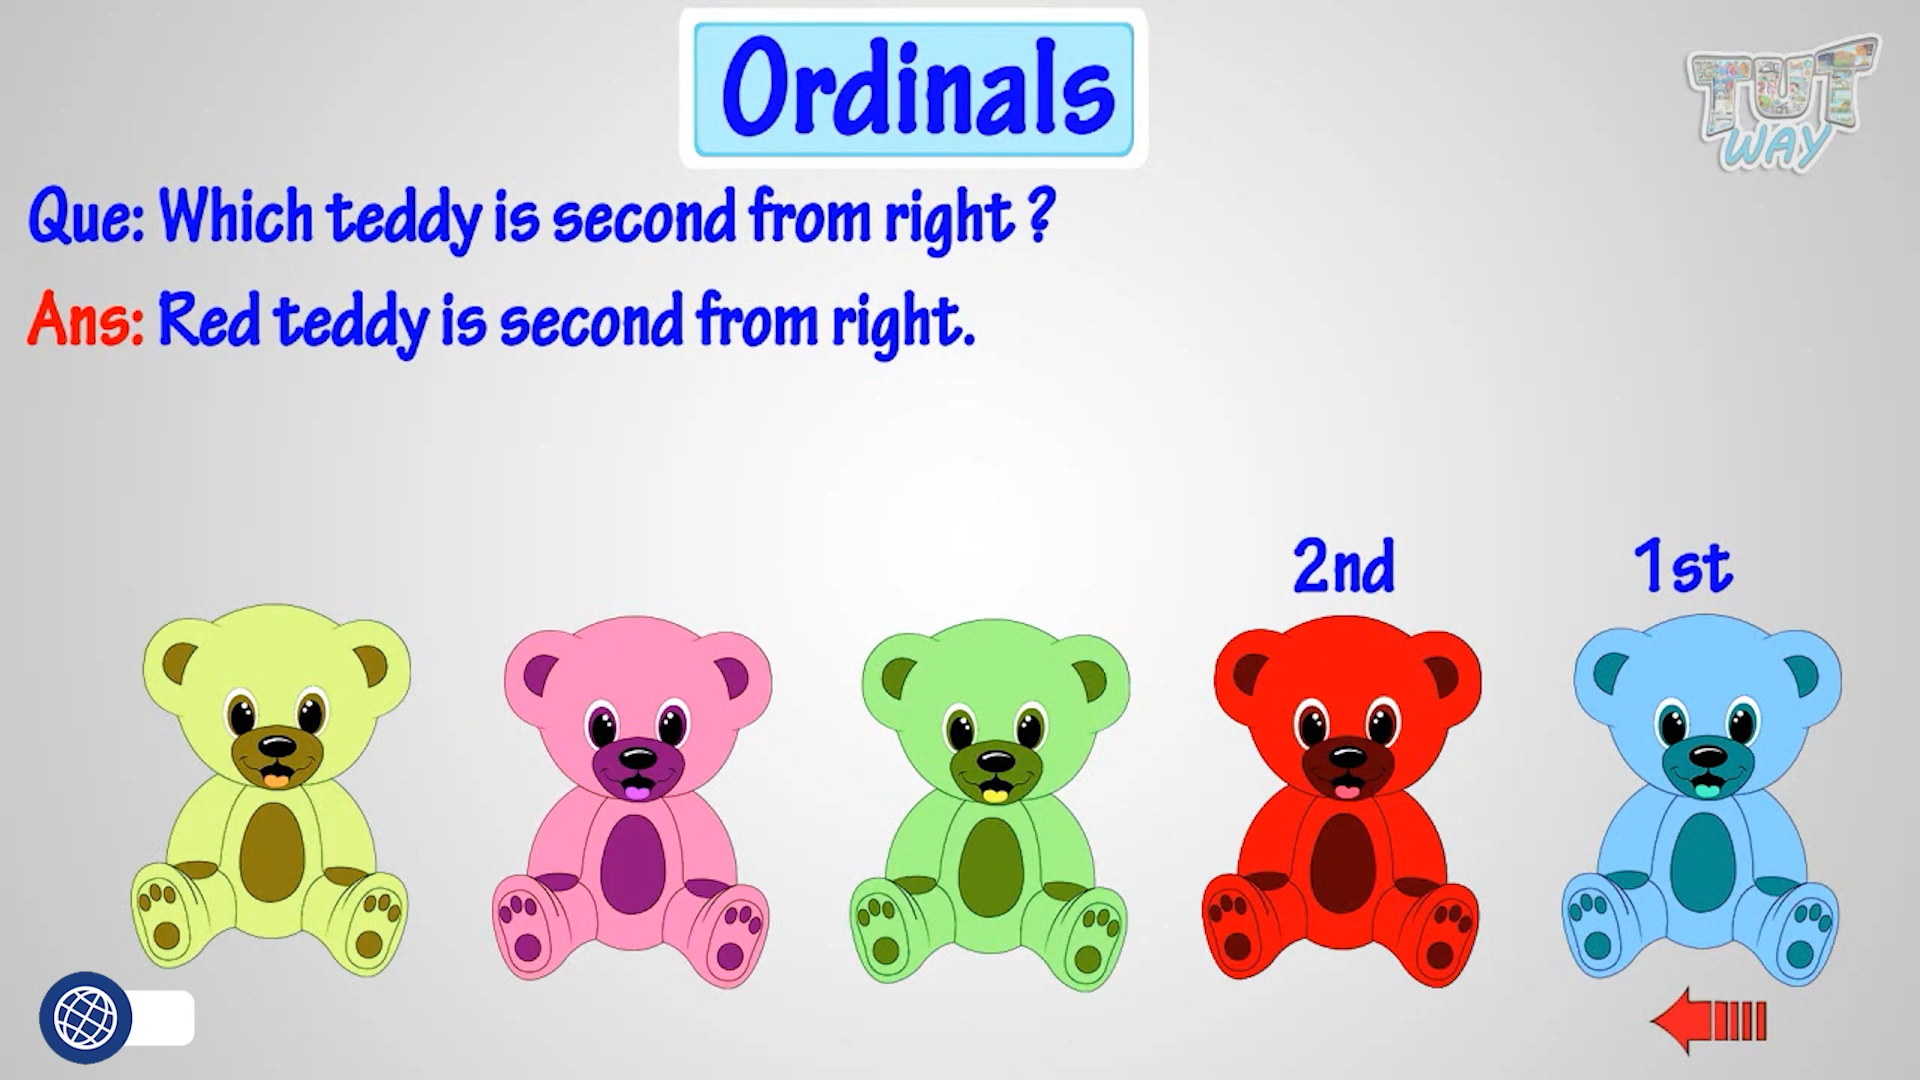 Ordinals
TUT
WAY
Que: Which teddy is second from right ?
Ans: Red teddy is second from right.
2nd
1st